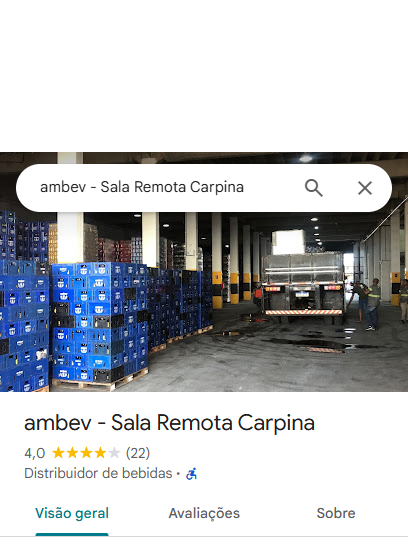 ambev - Sala Remota Carpina
ambev - Sala Remota Carpina
4,0 (22)
Distribuidor de bebidas ·
Visão geral
Avaliações
Sobre